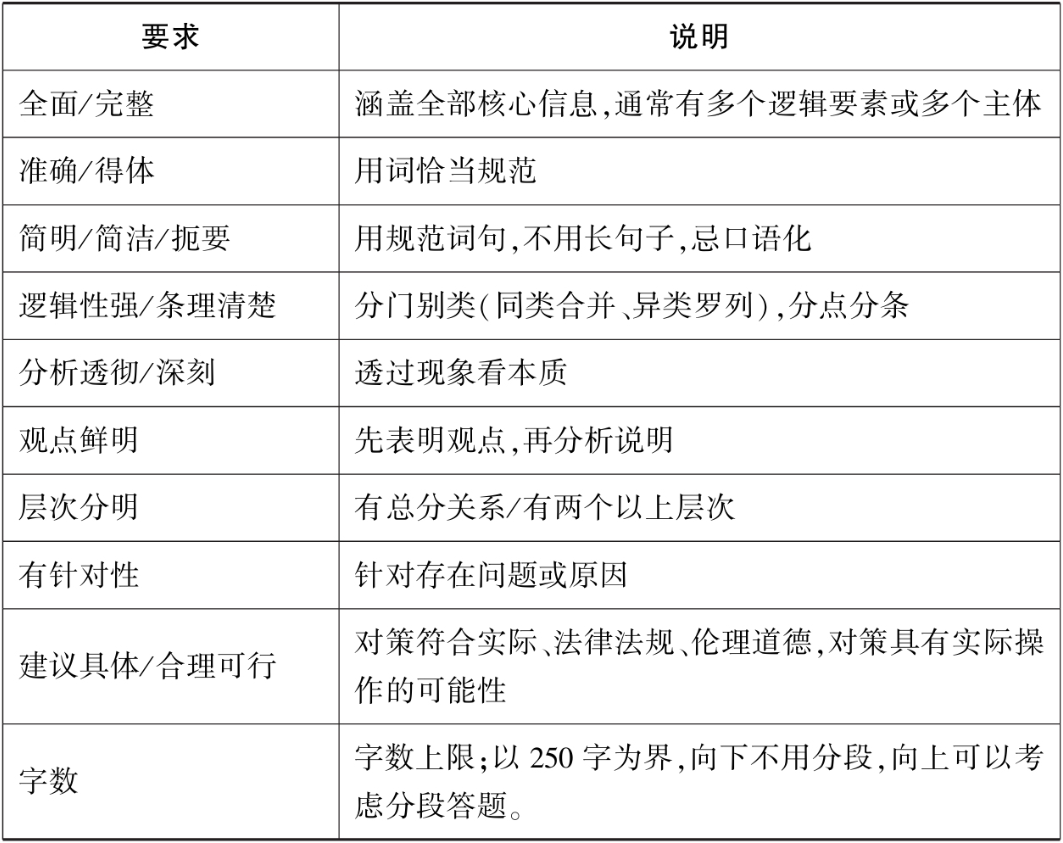 要求 说明
全面/完整 涵盖全部核心信息,通常有多个逻辑要素或多个主体
准确/得体 用词恰当规范
简明/简洁/扼要 用规范词句,不用长句子,忌口语化
逻辑性强/条理清楚 分门别类(同类合并、异类罗列),分点分条
分析透彻/深刻 透过现象看本质
观点鲜明 先表明观点,再分析说明
层次分明 有总分关系/有两个以上层次
有针对性 针对存在问题或原因
建议具体/合理可行 对策符合实际、法律法规、伦理道德,对策具有实际操
作的可能性
字数 字数上限;以 250 字为界,向下不用分段,向上可以考
虑分段答题。